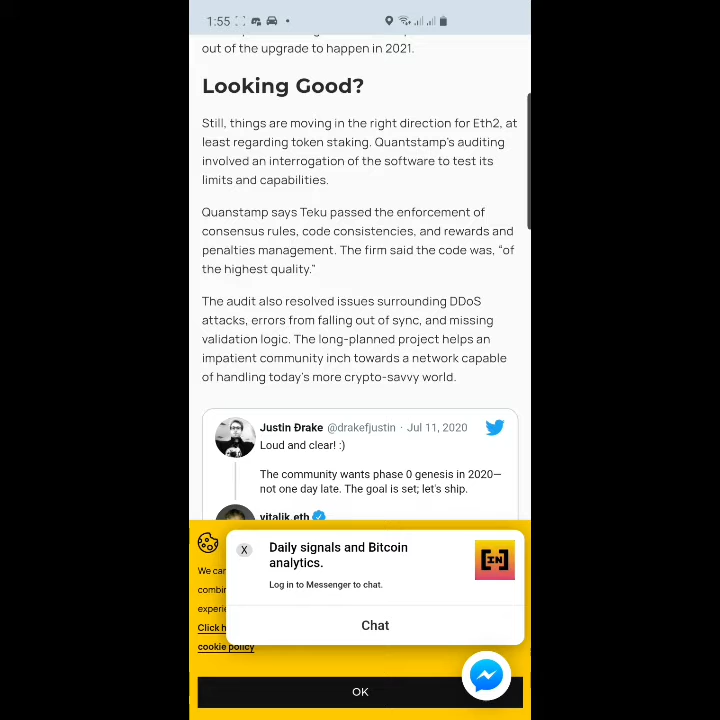 1:55
out of the upgrade to happen in 2021.
Looking Good?
Still, things are moving in the right direction for Eth2, at
least regarding token staking. Quantstamp's auditing
involved an interrogation of the software to test its
limits and capabilities.
Quanstamp says Teku passed the enforcement of
consensus rules, code consistencies, and rewards and
penalties management. The firm said the code was, “of
the highest quality.”
The audit also resolved issues surrounding DDoS
attacks, errors from falling out of sync, and missing
validation logic. The long-planned project helps an
impatient community inch towards a network capable
of handling today's more crypto-savvy world.
Justin Ðrake @drakefjustin · Jul 11, 2020
Loud and clear! :)
The community wants phase 0 genesis in 2020—
not one day late. The goal is set; let's ship.
vitalik.eth
X
Daily signals and Bitcoin
analytics.
Log in to Messenger to chat.
IN
Chat
We
Click
cookie policy
OK